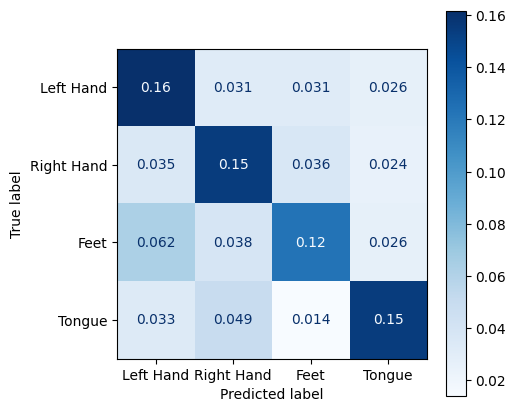 Left Hand 0.16 0.031 0.031 0.026
Right Hand 0.035 0.15 0.036 0.024
Feet 0.062 0.038 0.12 0.026
Tongue 0.033 0.049 0.014 0.15
Left Hand Right Hand Feet Tongue
Predicted label
True label
0.16
0.14
0.12
0.10
0.08
0.06
0.04
0.02